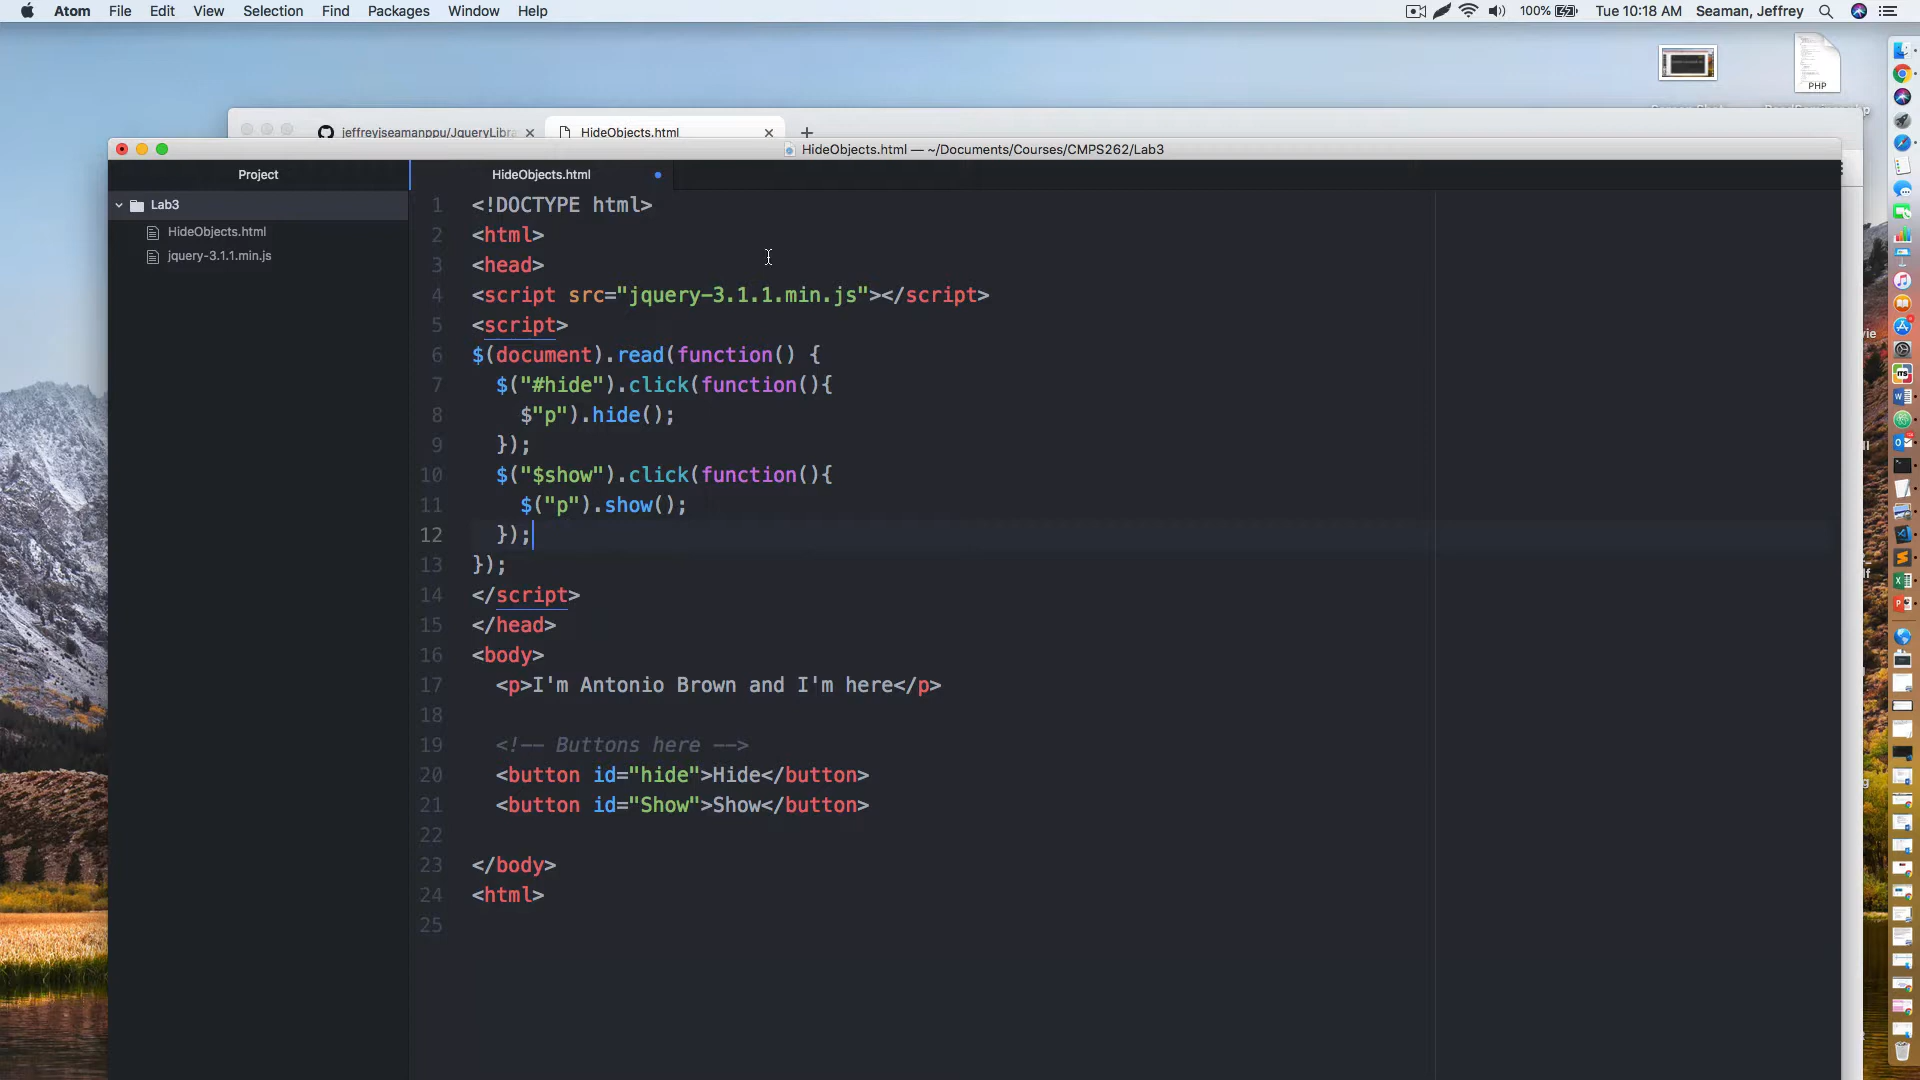 Atom File Edit View Selection Find Packages Window Help 100% Tue 10:18 AM Seaman, Jeffrey
PHP
HideObjects.html
HideObjects.html — ~/Documents/Courses/CMPS262/Lab3
Project
HideObjects.html
Lab3
HideObjects.html
jquery-3.1.1.min.js
1 <!DOCTYPE html>
2 <html>
3 <head>
4 <script src="jquery-3.1.1.min.js"></script>
5 <script>
6 $(document).read(function() {
7 $("#hide").click(function(){
8 $"p").hide();
9 });
10 $("$show").click(function(){
11 $("p").show();
12 });
13 });
14 </script>
15 </head>
16 <body>
17 <p>I'm Antonio Brown and I'm here</p>
18
19 <!-- Buttons here -->
20 <button id="hide">Hide</button>
21 <button id="Show">Show</button>
22
23 </body>
24 <html>
25